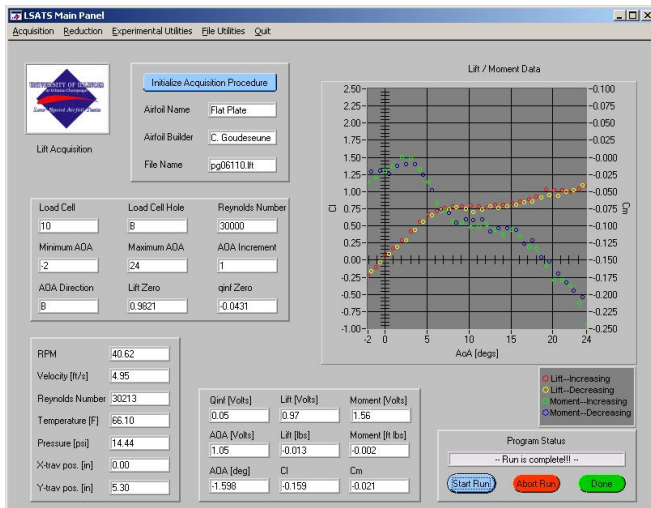 LSATS Main Panel
Acquisition Reduction Experimental Utilities File Utilities Quit
UNIVERSITY OF ILLINOIS
at Urbana-Champaign
Low-Speed Airfoil Tests
Lift Acquisition
Initialize Acquisition Procedure
Airfoil Name Flat Plate
Airfoil Builder C. Goudeseune
File Name pg06110.lft
Load Cell Load Cell Hole Reynolds Number
10 B 30000
Minimum AOA Maximum AOA AOA Increment
-2 24 1
AOA Direction Lift Zero qinf Zero
B 0.9821 -0.0431
RPM 40.62
Velocity [ft/s] 4.95
Reynolds Number 30213
Temperature [F] 66.10
Pressure [psi] 14.44
X-trav pos. [in] 0.00
Y-trav pos. [in] 5.30
Qinf [Volts] Lift [Volts] Moment [Volts]
0.05 0.97 1.56
AOA [Volts] Lift [lbs] Moment [ft lbs]
1.05 -0.013 -0.002
AOA [deg] Cl Cm
-1.598 -0.159 -0.021
Lift / Moment Data
2.50 -0.100
2.25 -0.075
2.00 -0.050
1.75 -0.025
1.50 -0.000
1.25 -0.025
1.00 -0.050
0.75 -0.075
0.50 -0.100
0.25 -0.125
0.00 -0.150
-0.25 -0.175
-0.50 -0.200
-0.75 -0.225
-1.00 -0.250
Cl
Cm
-2 0 5 10 15 20 24
AoA [degs]
Lift--Increasing
Lift--Decreasing
Moment--Increasing
Moment--Decreasing
Program Status
-- Run is complete!!! --
Start Run Abort Run Done